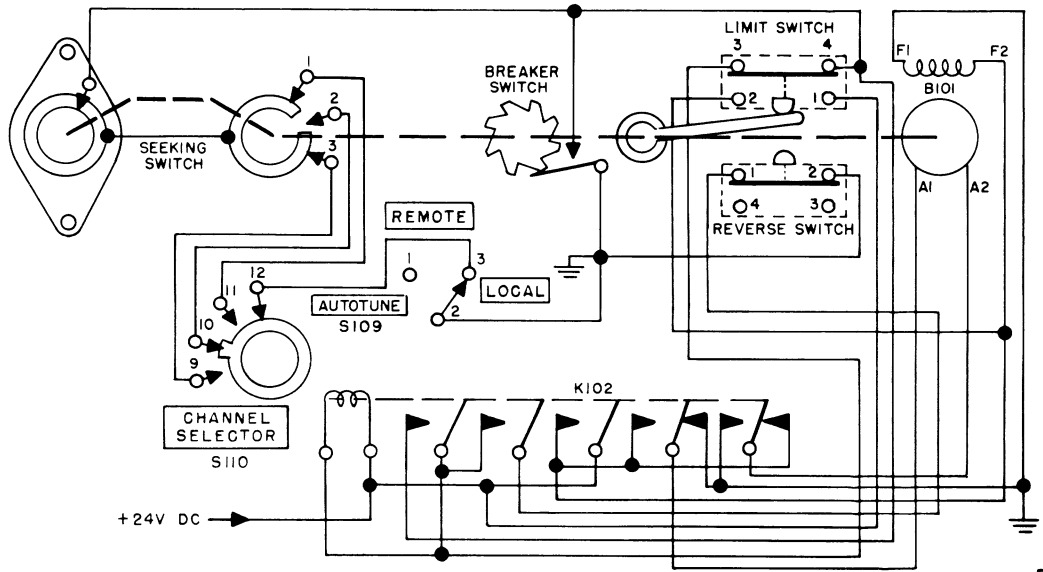 LIMIT SWITCH
3 4
F1 F2
1
BREAKER
SWITCH
2 1
B101
2
SEEKING
SWITCH
3
1 2
A1 A2
4 3
REMOTE
REVERSE SWITCH
12
1 3
11
LOCAL
AUTOTUNE
S109
2
10
9
K102
CHANNEL
SELECTOR
S110
+24V DC